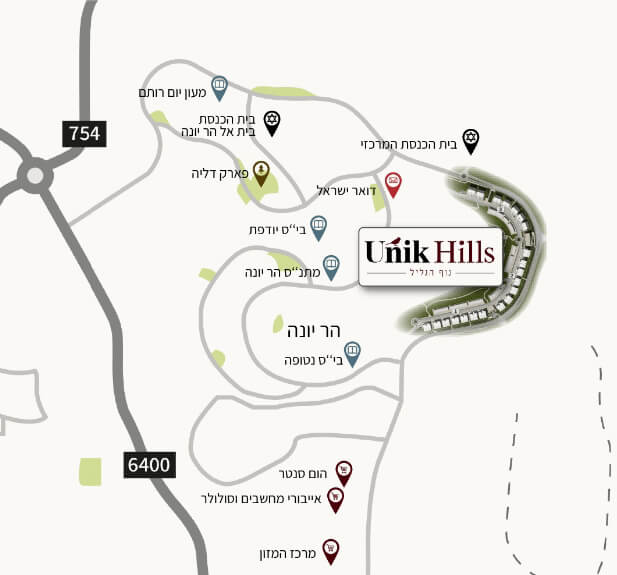 מעון יום רותם
בית הכנסת
בית אל הר יונה
754
בית הכנסת המרכזי
פארק דליה
דואר ישראל
בי''ס יודפת
Unik Hills
נוף הגליל
מתנ''ס הר יונה
הר יונה
בי''ס נטופה
6400
הום סנטר
אייבורי מחשבים וסולולר
מרכז המזון